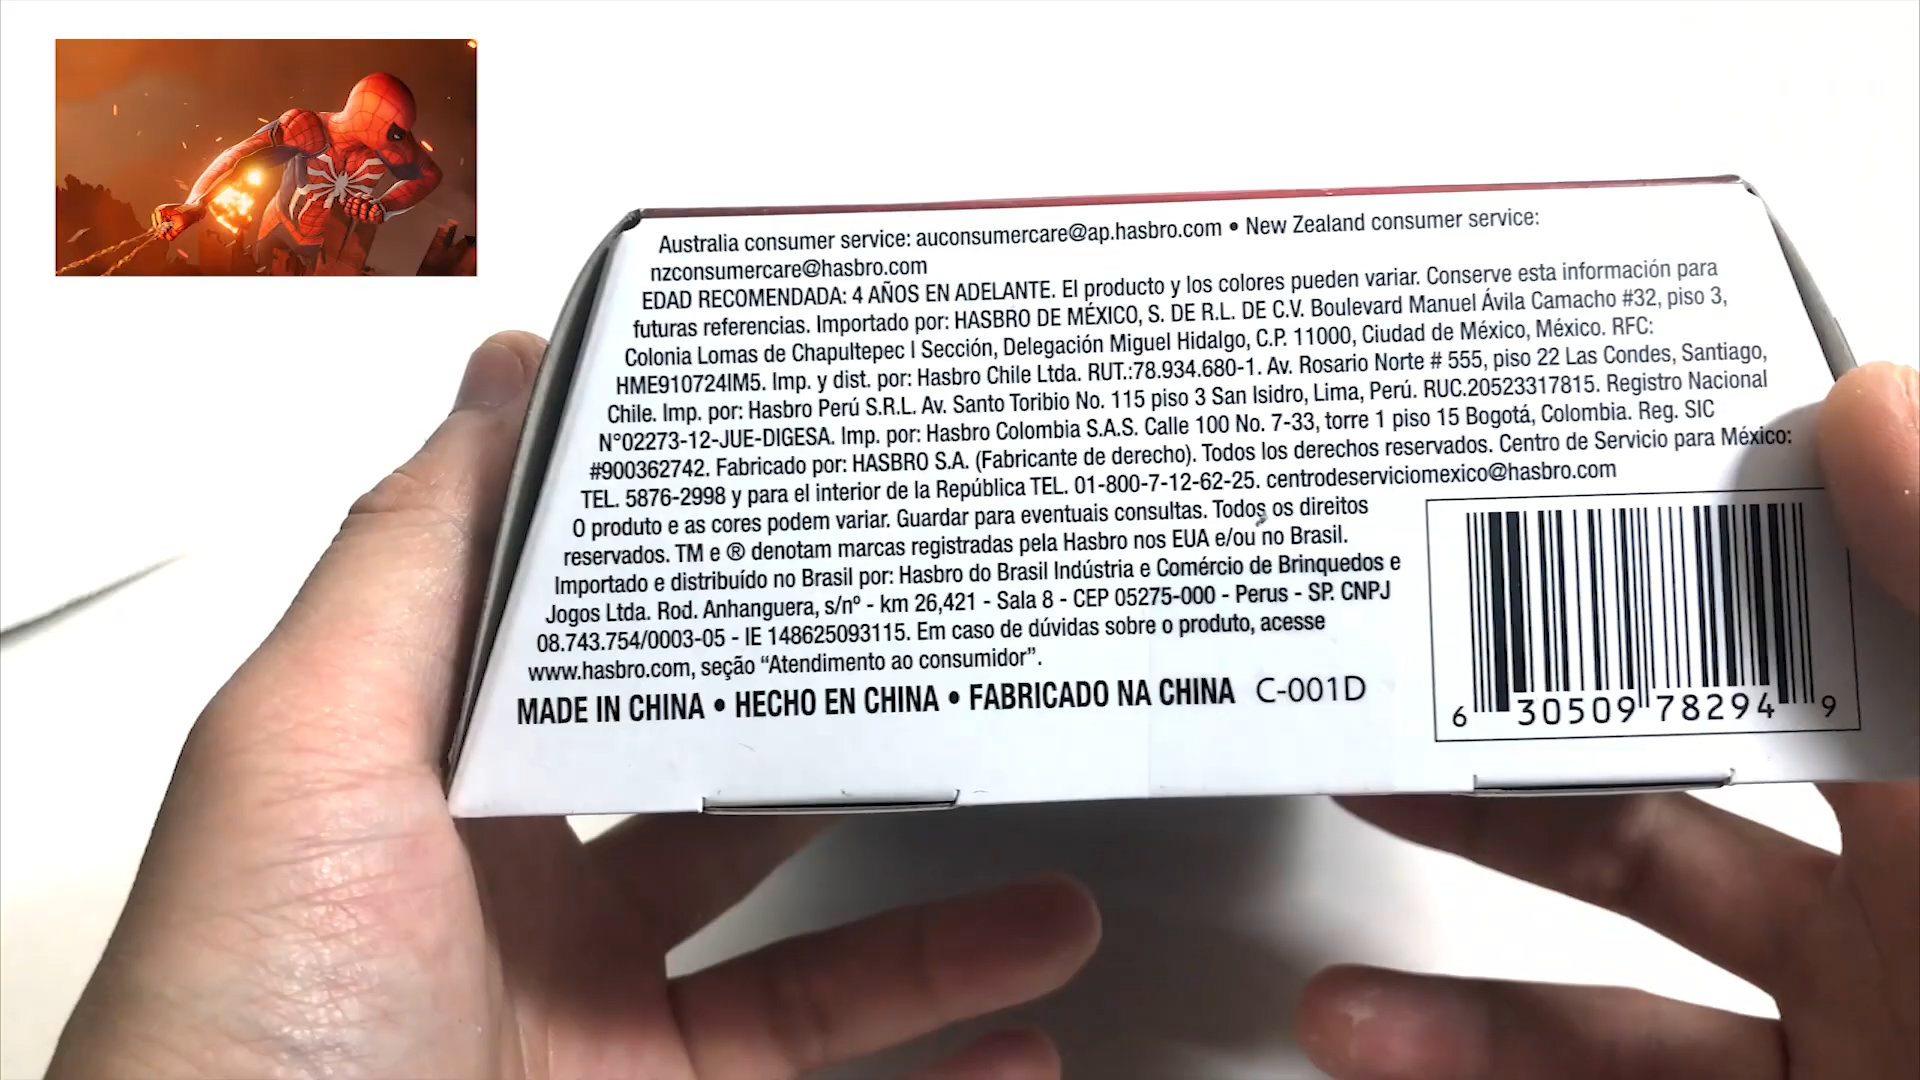 Australia consumer service: auconsumercare@ap.hasbro.com • New Zealand consumer service:
nzconsumercare@hasbro.com
EDAD RECOMENDADA: 4 AÑOS EN ADELANTE. El producto y los colores pueden variar. Conserve esta información para
futuras referencias. Importado por: HASBRO DE MÉXICO, S. DE R.L. DE C.V. Boulevard Manuel Ávila Camacho #32, piso 3,
Colonia Lomas de Chapultepec I Sección, Delegación Miguel Hidalgo, C.P. 11000, Ciudad de México, México. RFC:
HME910724IM5. Imp. y dist. por: Hasbro Chile Ltda. RUT.:78.934.680-1. Av. Rosario Norte # 555, piso 22 Las Condes, Santiago,
Chile. Imp. por: Hasbro Perú S.R.L. Av. Santo Toribio No. 115 piso 3 San Isidro, Lima, Perú. RUC.20523317815. Registro Nacional
N°02273-12-JUE-DIGESA. Imp. por: Hasbro Colombia S.A.S. Calle 100 No. 7-33, torre 1 piso 15 Bogotá, Colombia. Reg. SIC
#900362742. Fabricado por: HASBRO S.A. (Fabricante de derecho). Todos los derechos reservados. Centro de Servicio para México:
TEL. 5876-2998 y para el interior de la República TEL. 01-800-7-12-62-25. centrodeserviciomexico@hasbro.com
O produto e as cores podem variar. Guardar para eventuais consultas. Todos os direitos
reservados. TM e ® denotam marcas registradas pela Hasbro nos EUA e/ou no Brasil.
Importado e distribuído no Brasil por: Hasbro do Brasil Indústria e Comércio de Brinquedos e
Jogos Ltda. Rod. Anhanguera, s/nº - km 26,421 - Sala 8 - CEP 05275-000 - Perus - SP. CNPJ
08.743.754/0003-05 - IE 148625093115. Em caso de dúvidas sobre o produto, acesse
www.hasbro.com, seção “Atendimento ao consumidor”.
MADE IN CHINA • HECHO EN CHINA • FABRICADO NA CHINA C-001D
6 30509 78294 9